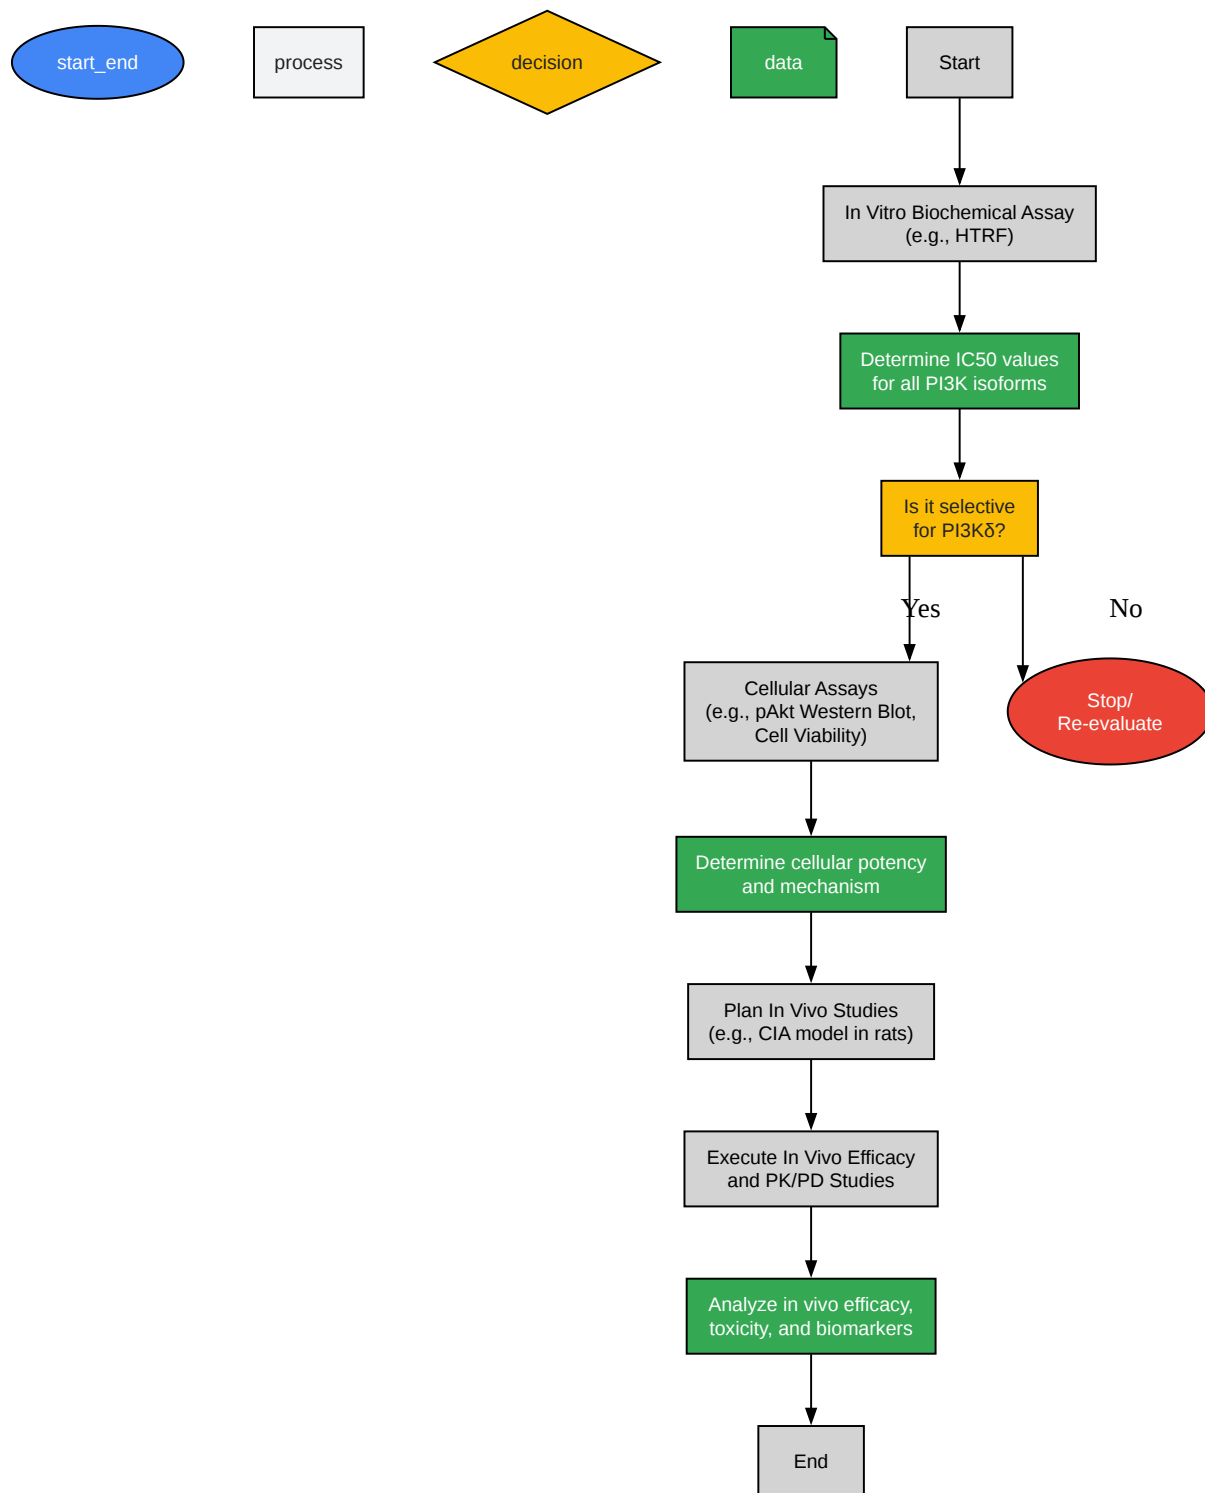 start_end
process
decision
data
Start
In Vitro Biochemical Assay
(e.g., HTRF)
Determine IC50 values
for all PI3K isoforms
Is it selective
for PI3Kδ?
Yes
No
Cellular Assays
(e.g., pAkt Western Blot,
Cell Viability)
Stop/
Re-evaluate
Determine cellular potency
and mechanism
Plan In Vivo Studies
(e.g., CIA model in rats)
Execute In Vivo Efficacy
and PK/PD Studies
Analyze in vivo efficacy,
toxicity, and biomarkers
End